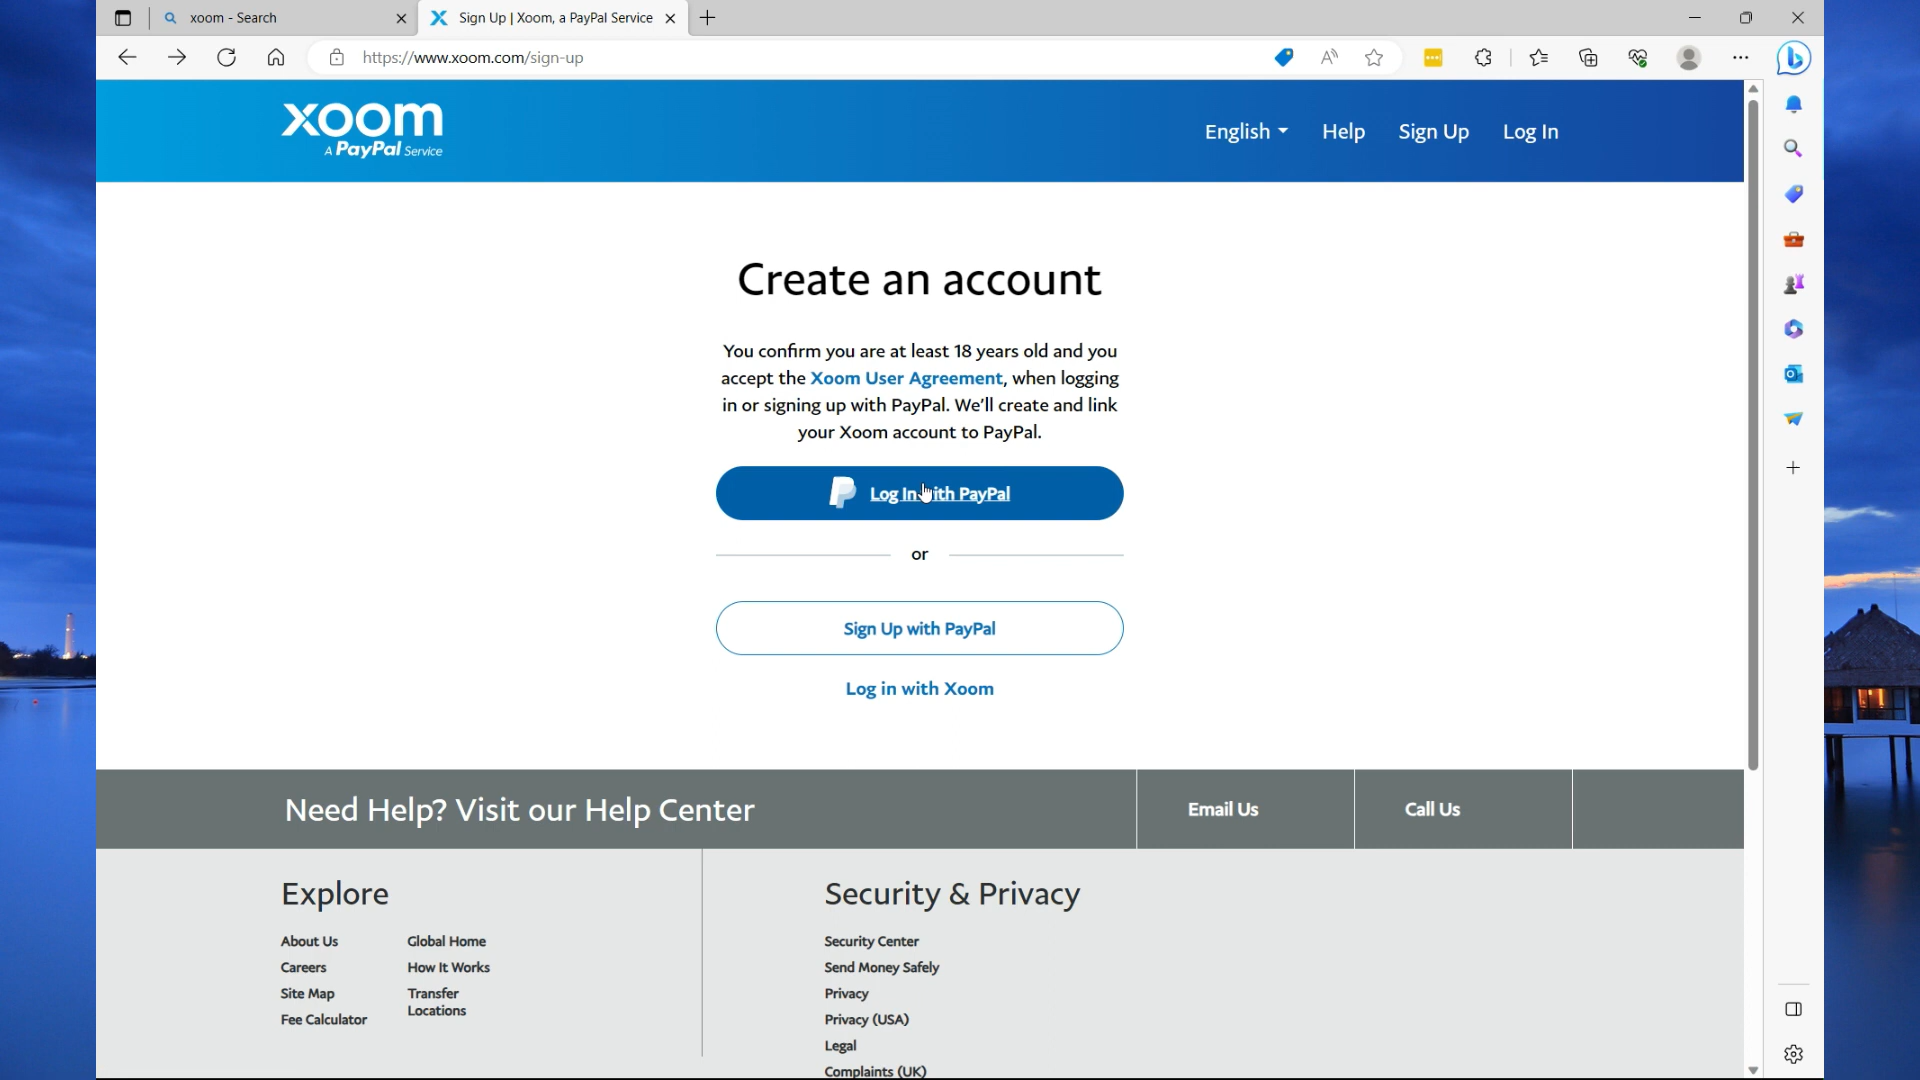 xoom - Search
Sign Up | Xoom, a PayPal Service
https://www.xoom.com/sign-up
xoom
A PayPal Service
English
Help
Sign Up
Log In
Create an account
You confirm you are at least 18 years old and you
accept the Xoom User Agreement, when logging
in or signing up with PayPal. We'll create and link
your Xoom account to PayPal.
Log In with PayPal
or
Sign Up with PayPal
Log in with Xoom
Need Help? Visit our Help Center
Email Us
Call Us
Explore
About Us
Careers
Site Map
Fee Calculator
Global Home
How It Works
Transfer
Locations
Security & Privacy
Security Center
Send Money Safely
Privacy
Privacy (USA)
Legal
Complaints (UK)